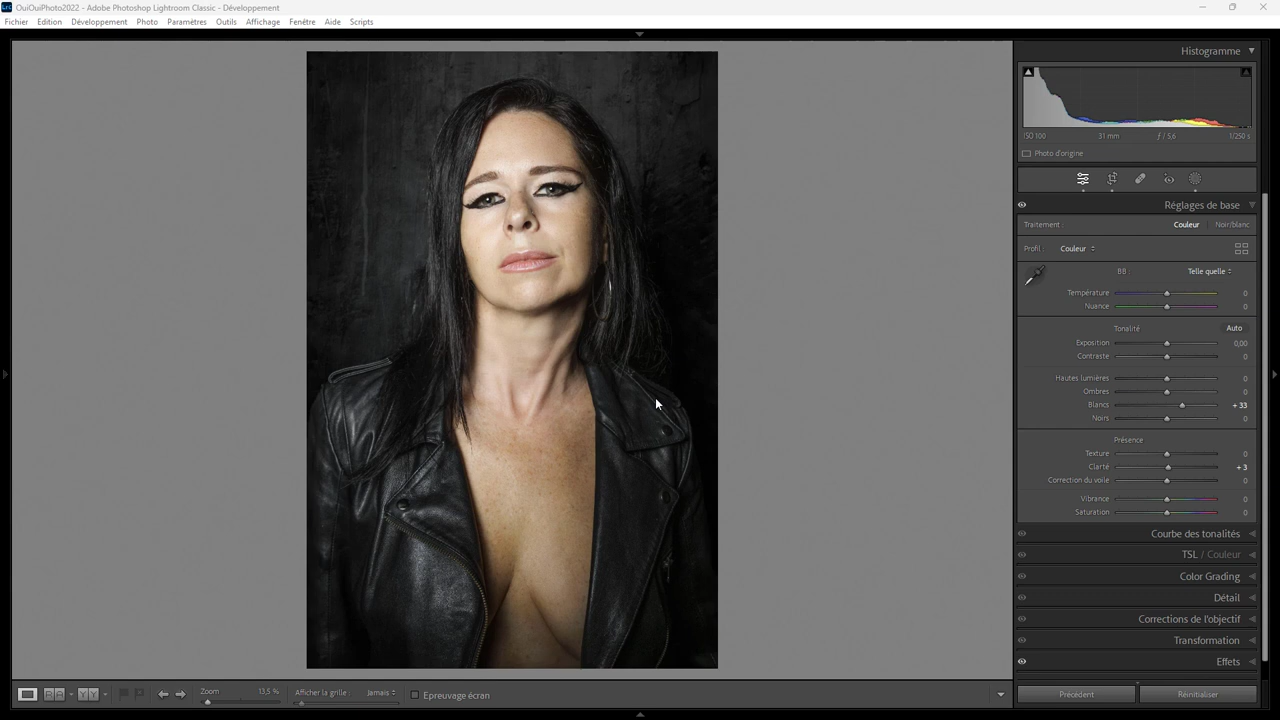 OuiOuiPhoto2022 - Adobe Photoshop Lightroom Classic - Développement
Fichier Edition Développement Photo Paramètres Outils Affichage Fenêtre Aide Scripts
Histogramme
ISO 100 31 mm ƒ / 5,6 1/250 s
Photo d'origine
Réglages de base
Traitement : Couleur Noir/blanc
Profil : Couleur
BB : Telle quelle
Température 0
Nuance 0
Tonalité Auto
Exposition 0,00
Contraste 0
Hautes lumières 0
Ombres 0
Blancs + 33
Noirs 0
Présence
Texture 0
Clarté + 3
Correction du voile 0
Vibrance 0
Saturation 0
Courbe des tonalités
TSL / Couleur
Color Grading
Détail
Corrections de l'objectif
Transformation
Effets
Zoom 13,5 % Afficher la grille : Jamais Epreuvage écran
Précédent Réinitialiser